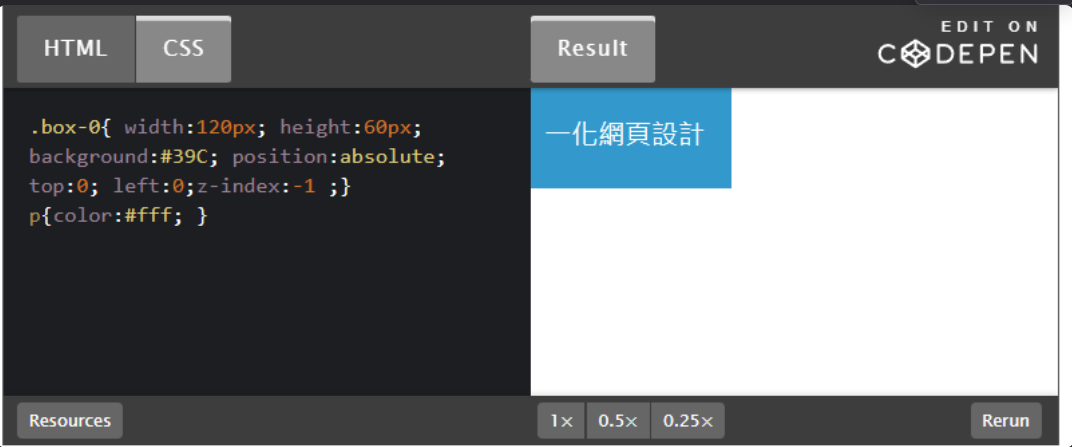 HTML
CSS
Result
EDIT ON
CODEPEN
.box-0{ width:120px; height:60px;
background:#39C; position:absolute;
top:0; left:0;z-index:-1 ;}
p{color:#fff; }
一化網頁設計
Resources
1×
0.5×
0.25×
Rerun